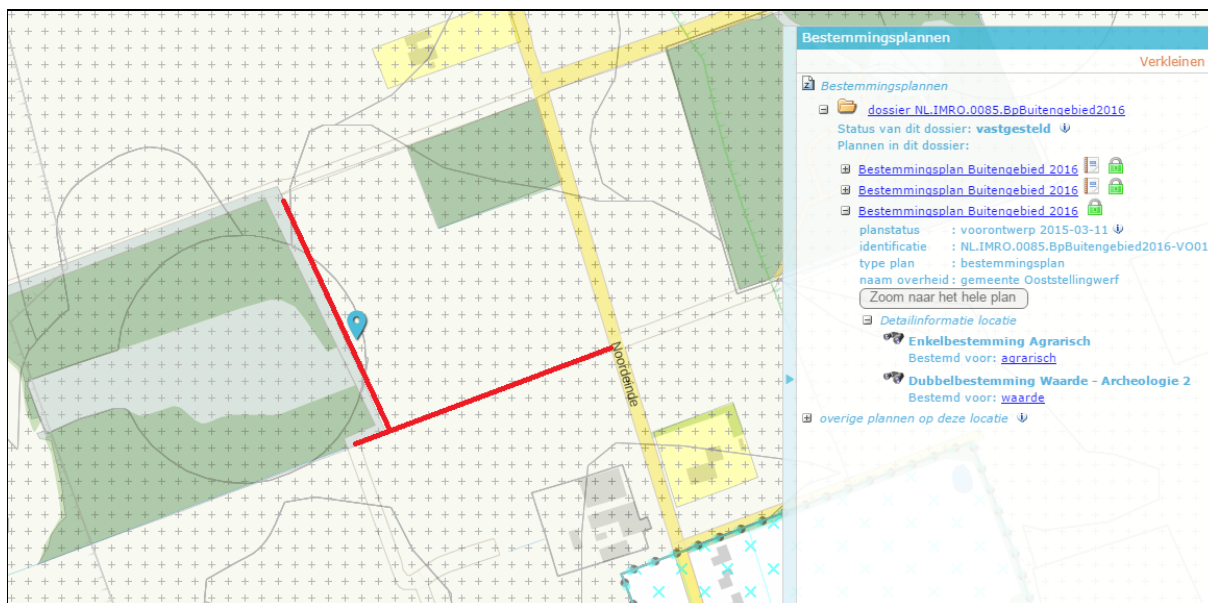 Bestemmingsplannen
Verkleinen
Bestemmingsplannen
dossier NL.IMRO.0085.BpBuitengebied2016
Status van dit dossier: vastgesteld
Plannen in dit dossier:
Bestemmingsplan Buitengebied 2016
Bestemmingsplan Buitengebied 2016
Bestemmingsplan Buitengebied 2016
planstatus : voorontwerp 2015-03-11
identificatie : NL.IMRO.0085.BpBuitengebied2016-VO01
type plan : bestemmingsplan
naam overheid : gemeente Ooststellingwerf
Zoom naar het hele plan
Detailinformatie locatie
Enkelbestemming Agrarisch
Bestemd voor: agrarisch
Dubbelbestemming Waarde - Archeologie 2
Bestemd voor: waarde
overige plannen op deze locatie
Noordeinde